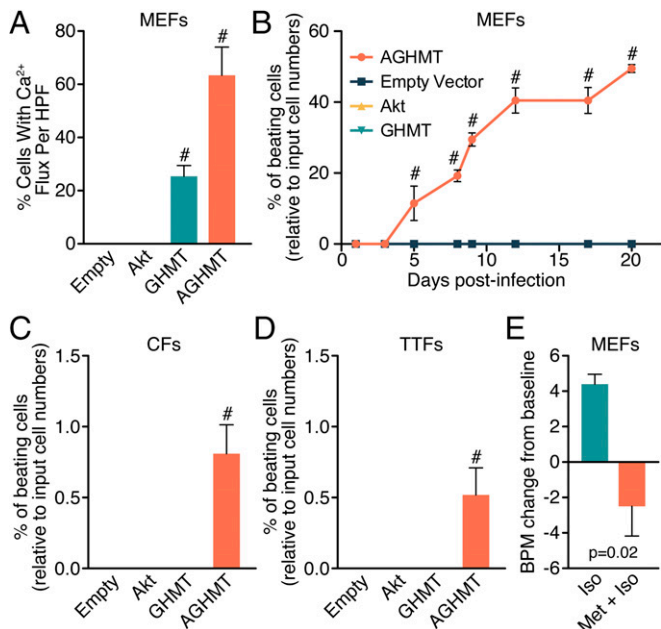 A
MEFs
% Cells With Ca2+
Flux Per HPF
80
60
40
20
0
#
#
Empty
Akt
GHMT
AGHMT
B
MEFs
% of beating cells
(relative to input cell numbers)
60
40
20
0
AGHMT
Empty Vector
Akt
GHMT
#
#
#
#
#
#
5
10
15
20
Days post-infection
C
CFs
% of beating cells
(relative to input cell numbers)
1.5
1.0
0.5
0.0
#
Empty
Akt
GHMT
AGHMT
D
TTFs
% of beating cells
(relative to input cell numbers)
1.5
1.0
0.5
0.0
#
Empty
Akt
GHMT
AGHMT
E
MEFs
BPM change from baseline
6
4
2
0
-2
-4
-6
p=0.02
Iso
Met + Iso